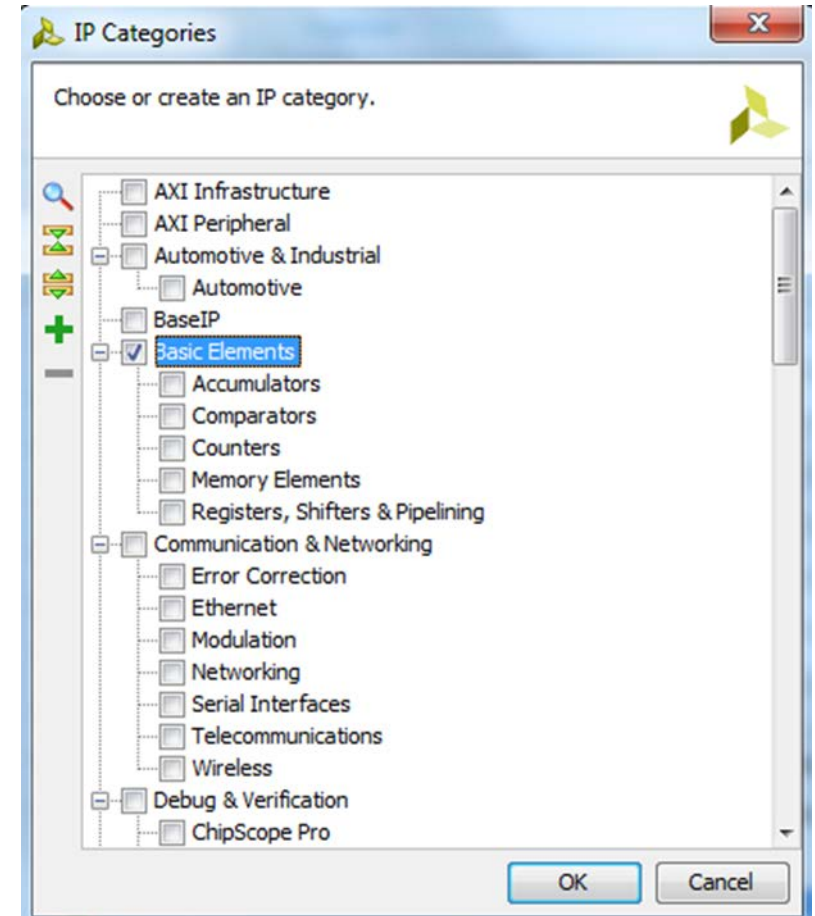 IP Categories
Choose or create an IP category.
AXI Infrastructure
AXI Peripheral
Automotive & Industrial
Automotive
BaseIP
Basic Elements
Accumulators
Comparators
Counters
Memory Elements
Registers, Shifters & Pipelining
Communication & Networking
Error Correction
Ethernet
Modulation
Networking
Serial Interfaces
Telecommunications
Wireless
Debug & Verification
ChipScope Pro
OK Cancel